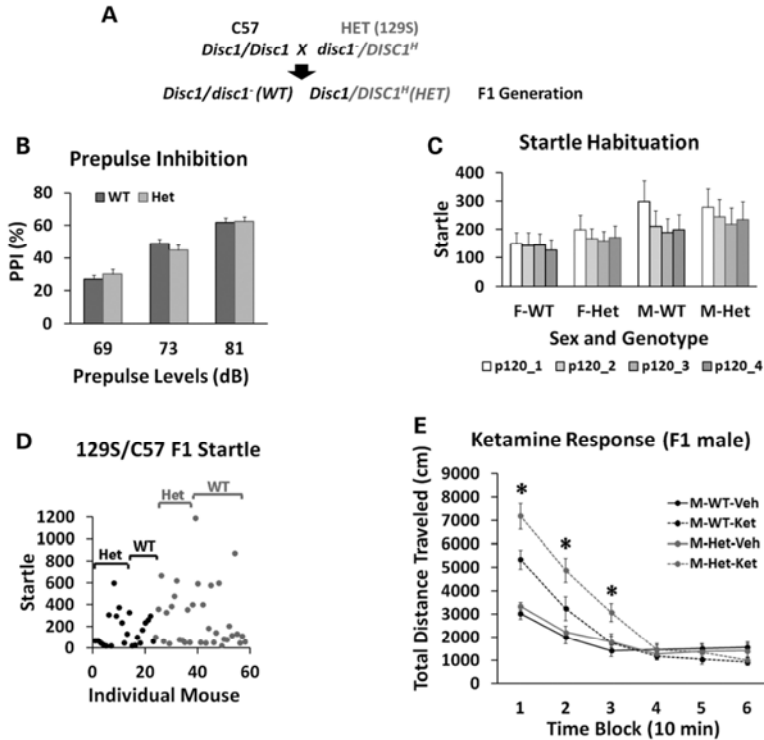 A
C57 HET (129S)
Disc1/Disc1 X disc1⁻/DISC1ᴴ
Disc1/disc1⁻ (WT) Disc1/DISC1ᴴ(HET) F1 Generation
B
Prepulse Inhibition
WT Het
80
60
40
20
0
PPI (%)
69 73 81
Prepulse Levels (dB)
C
Startle Habituation
400
300
200
100
0
Startle
F-WT F-Het M-WT M-Het
Sex and Genotype
p120_1 p120_2 p120_3 p120_4
D
129S/C57 F1 Startle
Het WT
Het WT
1200
1000
800
600
400
200
0
Startle
0 20 40 60
Individual Mouse
E
Ketamine Response (F1 male)
9000
8000
7000
6000
5000
4000
3000
2000
1000
0
Total Distance Traveled (cm)
* * *
M-WT-Veh
M-WT-Ket
M-Het-Veh
M-Het-Ket
1 2 3 4 5 6
Time Block (10 min)